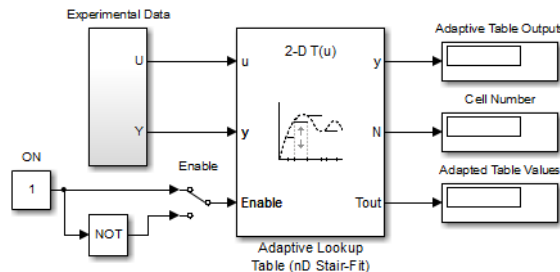 Experimental Data
U
Y
ON
1
NOT
Enable
2-D T(u)
u
y
Enable
y
N
Tout
Adaptive Lookup
Table (nD Stair-Fit)
Adaptive Table Output
Cell Number
Adapted Table Values